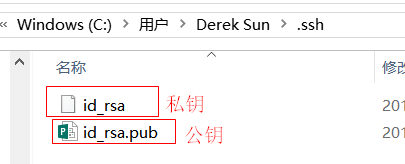 « Windows (C:) › 用户 › Derek Sun › .ssh
名称 修改
id_rsa 私钥 201
id_rsa.pub 公钥 201